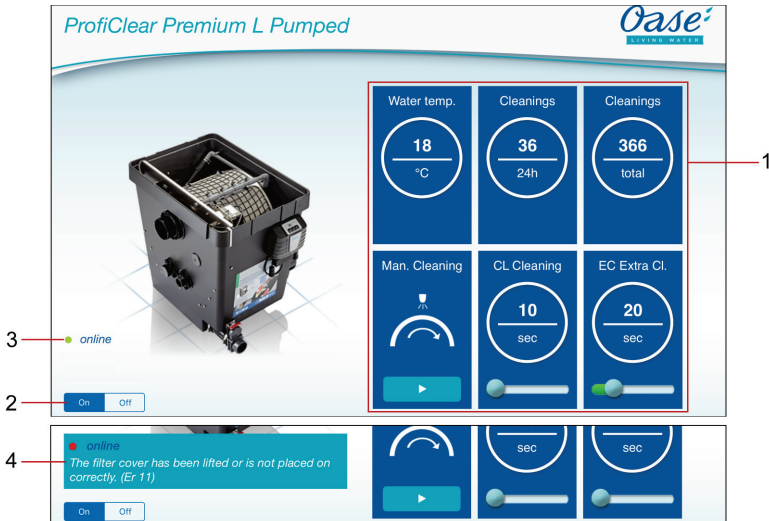 ProfiClear Premium L Pumped
Oase
LIVING WATER
Water temp.
18
°C
Cleanings
36
24h
Cleanings
366
total
1
Man. Cleaning
CL Cleaning
10
sec
EC Extra Cl.
20
sec
3
online
2
On Off
4
online
The filter cover has been lifted or is not placed on
correctly. (Er 11)
sec
sec
On Off